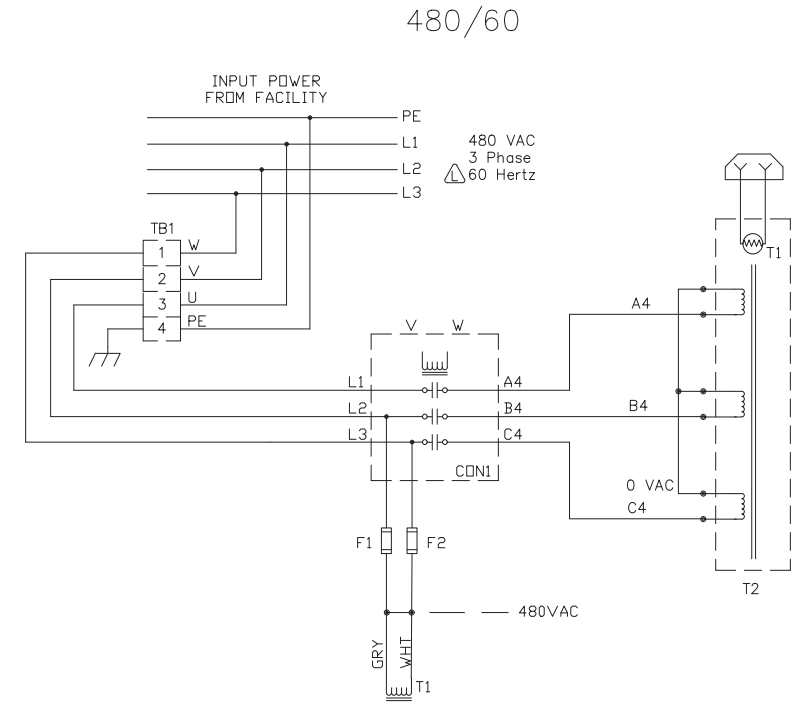 480/60
INPUT POWER
FROM FACILITY
PE
L1
480 VAC
3 Phase
L2
L 60 Hertz
L3
TB1
1 W
T1
2 V
3 U
A4
4 PE
V W
L1 A4
L2 B4 B4
L3 C4
CON1
0 VAC
C4
F1 F2
T2
480VAC
GRY
WHT
T1